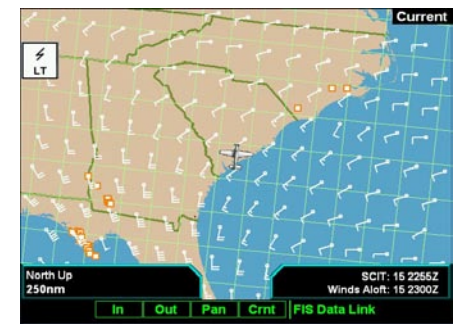 Current
LT
North Up
250nm
SCIT: 15 2255Z
Winds Aloft: 15 2300Z
In Out Pan Crnt FIS Data Link